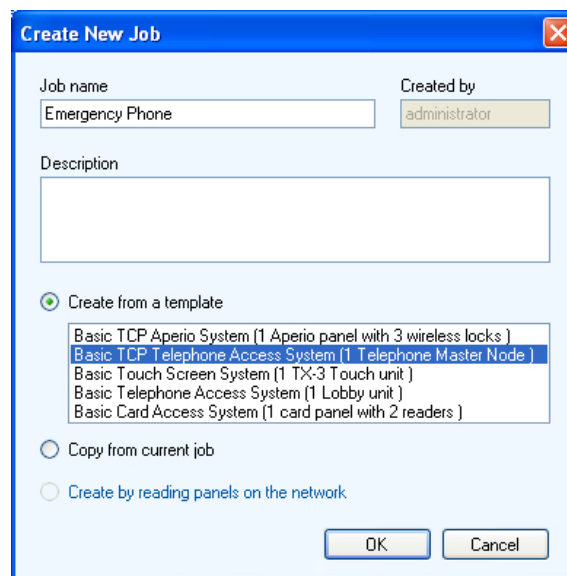 Create New Job
Job name
Created by
Emergency Phone
administrator
Description
Create from a template
Basic TCP Aperio System (1 Aperio panel with 3 wireless locks )
Basic TCP Telephone Access System (1 Telephone Master Node )
Basic Touch Screen System (1 TX-3 Touch unit )
Basic Telephone Access System (1 Lobby unit )
Basic Card Access System (1 card panel with 2 readers )
Copy from current job
Create by reading panels on the network
OK
Cancel